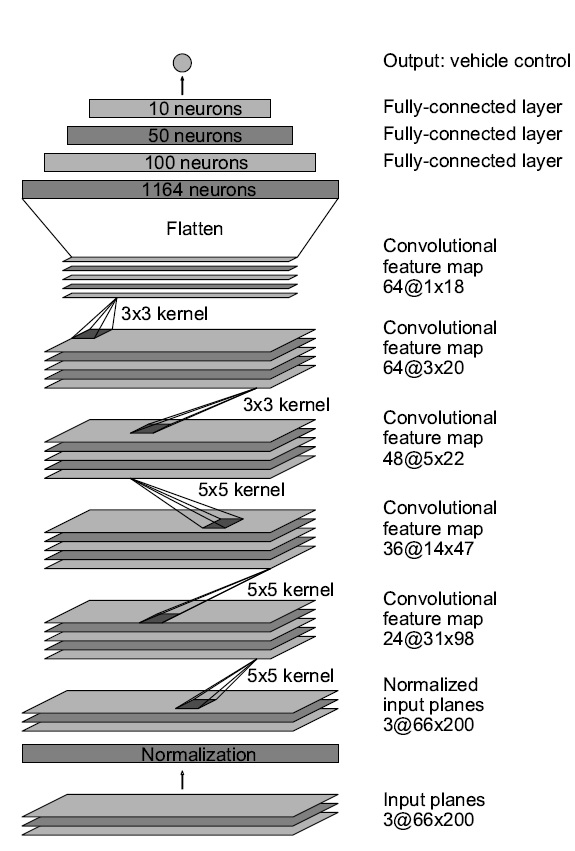 Output: vehicle control
10 neurons
Fully-connected layer
50 neurons
Fully-connected layer
100 neurons
Fully-connected layer
1164 neurons
Flatten
Convolutional
feature map
64@1x18
3x3 kernel
Convolutional
feature map
64@3x20
3x3 kernel
Convolutional
feature map
48@5x22
5x5 kernel
Convolutional
feature map
36@14x47
5x5 kernel
Convolutional
feature map
24@31x98
5x5 kernel
Normalized
input planes
3@66x200
Normalization
Input planes
3@66x200